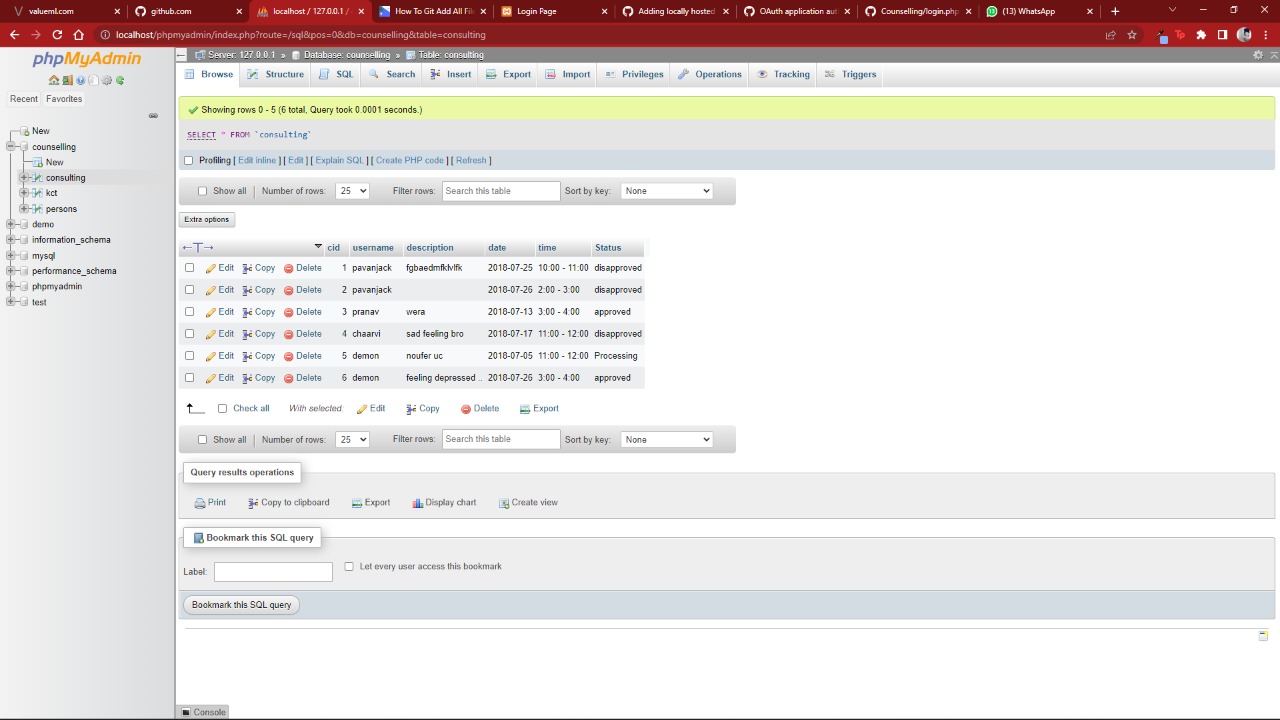 valueml.com
github.com
localhost / 127.0.0.1 /
How To Git Add All File
Login Page
Adding locally hosted
OAuth application aut
Counselling/login.php
(13) WhatsApp
localhost/phpmyadmin/index.php?route=/sql&pos=0&db=counselling&table=consulting
phpMyAdmin
Recent Favorites
New
counselling
New
consulting
kct
persons
demo
information_schema
mysql
performance_schema
phpmyadmin
test
Server: 127.0.0.1 » Database: counselling » Table: consulting
Browse Structure SQL Search Insert Export Import Privileges Operations Tracking Triggers
Showing rows 0 - 5 (6 total, Query took 0.0001 seconds.)
SELECT * FROM `consulting`
Profiling [ Edit inline ] [ Edit ] [ Explain SQL ] [ Create PHP code ] [ Refresh ]
Show all | Number of rows: 25 Filter rows: Search this table Sort by key: None
Extra options
←T→ cid username description date time Status
Edit Copy Delete 1 pavanjack fgbaedmfklvlfk 2018-07-25 10:00 - 11:00 disapproved
Edit Copy Delete 2 pavanjack 2018-07-26 2:00 - 3:00 disapproved
Edit Copy Delete 3 pranav wera 2018-07-13 3:00 - 4:00 approved
Edit Copy Delete 4 chaarvi sad feeling bro 2018-07-17 11:00 - 12:00 disapproved
Edit Copy Delete 5 demon noufer uc 2018-07-05 11:00 - 12:00 Processing
Edit Copy Delete 6 demon feeling depressed .. 2018-07-26 3:00 - 4:00 approved
Check all With selected: Edit Copy Delete Export
Show all | Number of rows: 25 Filter rows: Search this table Sort by key: None
Query results operations
Print Copy to clipboard Export Display chart Create view
Bookmark this SQL query
Label: Let every user access this bookmark
Bookmark this SQL query
Console